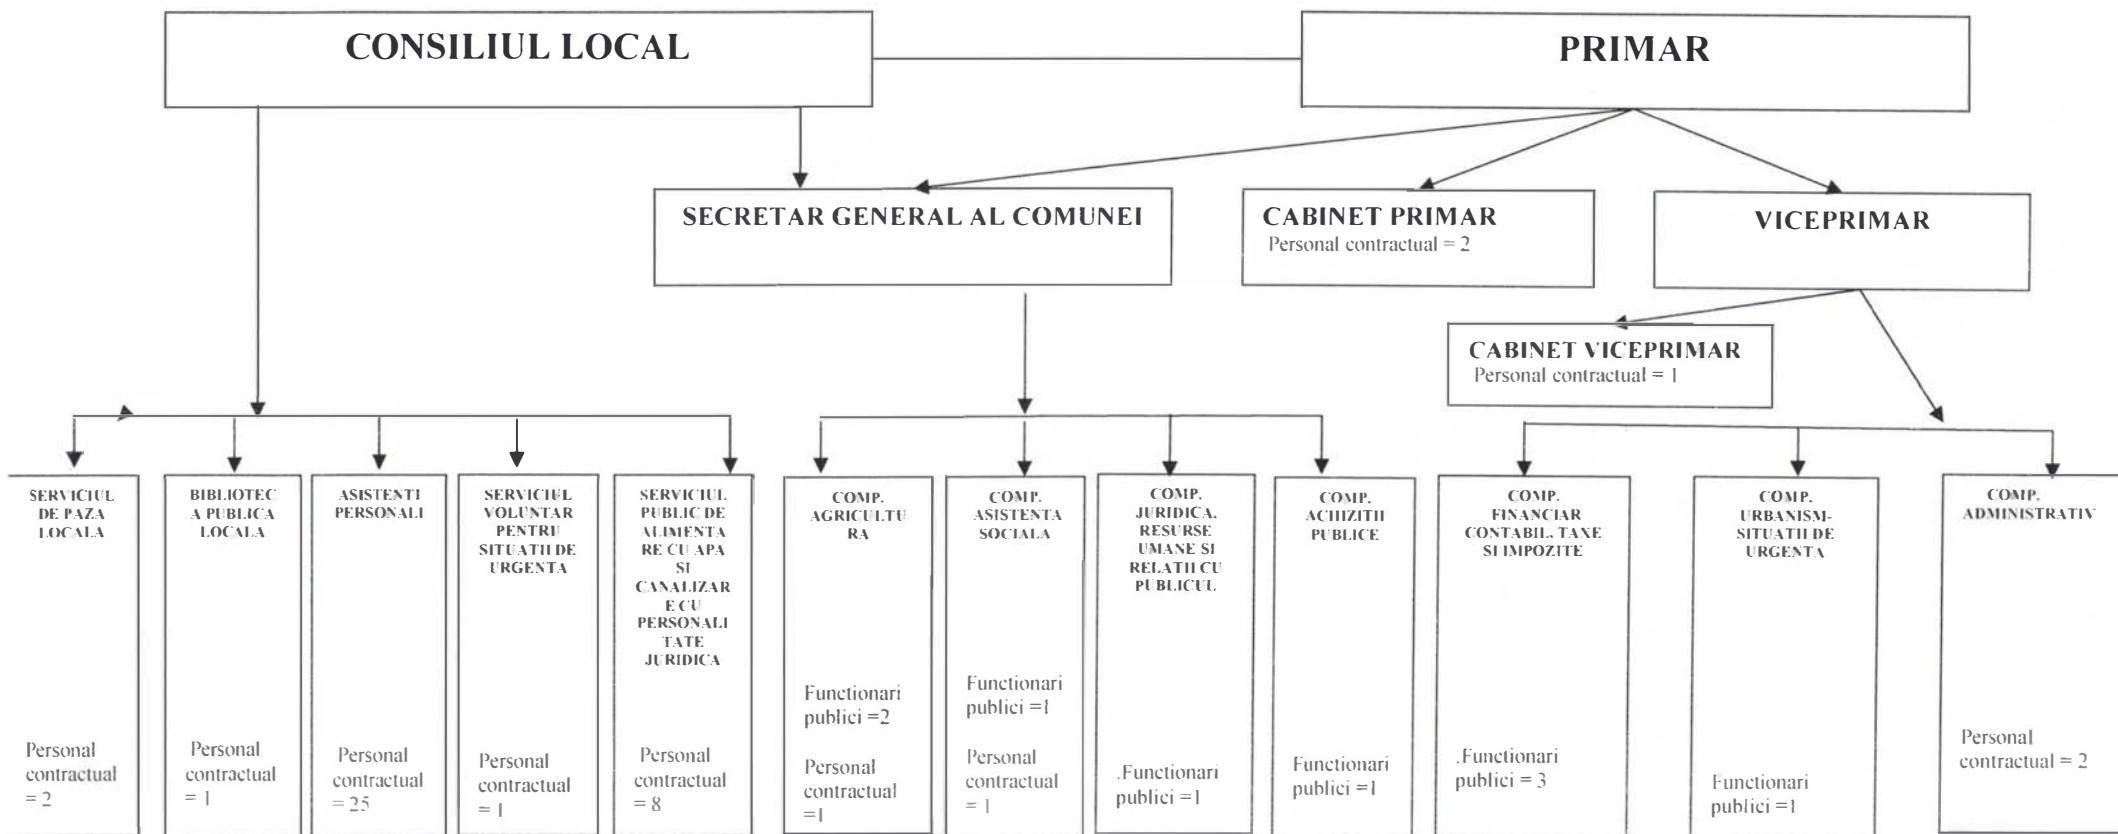 CONSILIUL LOCAL
PRIMAR
SECRETAR GENERAL AL COMUNEI
CABINET PRIMAR
Personal contractual = 2
VICEPRIMAR
CABINET VICEPRIMAR
Personal contractual = 1
SERVICIUL
DE PAZA
LOCALA
Personal
contractual
= 2
BIBLIOTEC
A PUBLICA
LOCALA
Personal
contractual
= 1
ASISTENTI
PERSONALI
Personal
contractual
= 25
SERVICIUL
VOLUNTAR
PENTRU
SITUATII DE
URGENTA
Personal
contractual
= 1
SERVICIUL
PUBLIC DE
ALIMENTA
RE CU APA
SI
CANALIZAR
E CU
PERSONALI
TATE
JURIDICA
Personal
contractual
= 8
COMP.
AGRICULTU
RA
Functionari
publici =2
Personal
contractual
=1
COMP.
ASISTENTA
SOCIALA
Functionari
publici =1
Personal
contractual
= 1
COMP.
JURIDICA,
RESURSE
UMANE SI
RELATII CU
PUBLICUL
.Functionari
publici =1
COMP.
ACHIZITII
PUBLICE
Functionari
publici =1
COMP.
FINANCIAR
CONTABIL, TAXE
SI IMPOZITE
.Functionari
publici = 3
COMP.
URBANISM-
SITUATII DE
URGENTA
Functionari
publici =1
COMP.
ADMINISTRATIV
Personal
contractual = 2